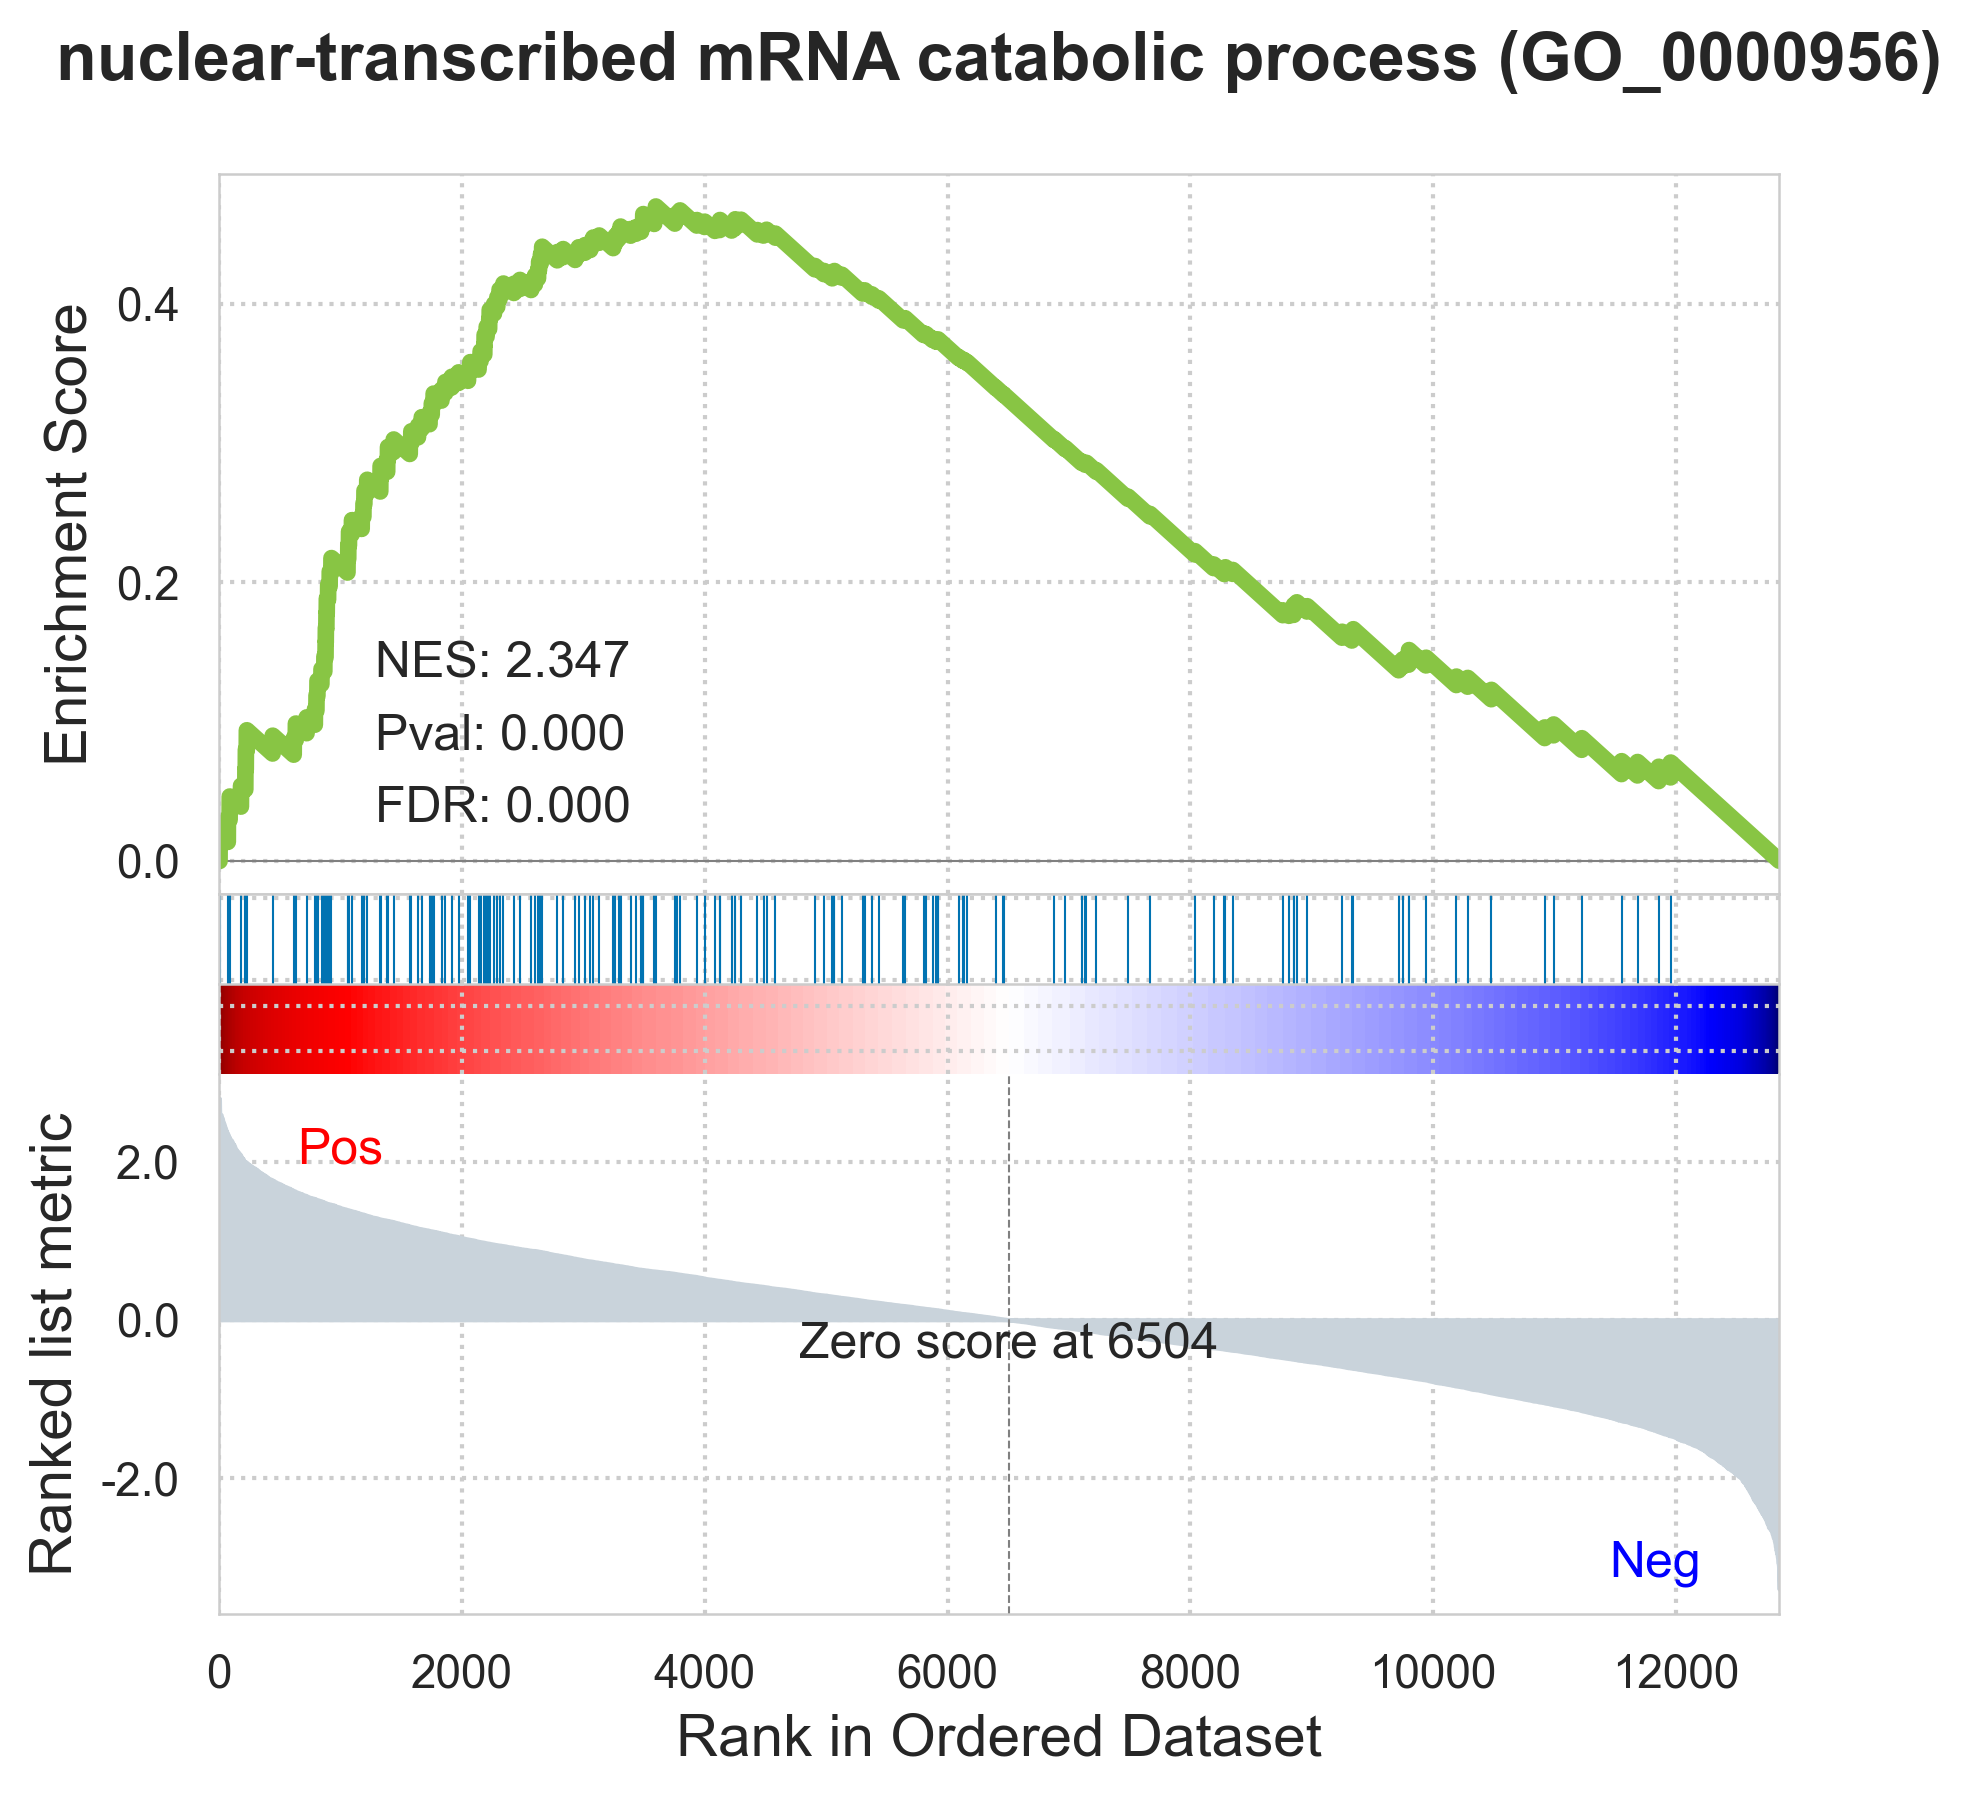 nuclear-transcribed mRNA catabolic process (GO_0000956)
Enrichment Score
0.4
0.2
0.0
NES: 2.347
Pval: 0.000
FDR: 0.000
Ranked list metric
2.0
0.0
-2.0
Pos
Zero score at 6504
Neg
0 2000 4000 6000 8000 10000 12000
Rank in Ordered Dataset